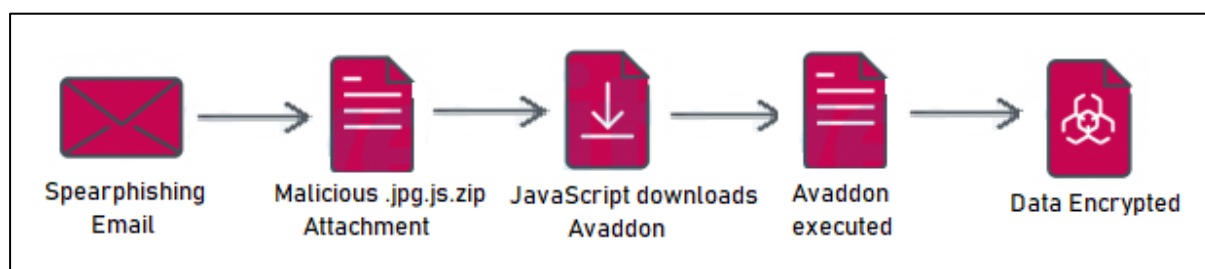 Spearphishing
Email
Malicious .jpg.js.zip
Attachment
JavaScript downloads
Avaddon
Avaddon
executed
Data Encrypted